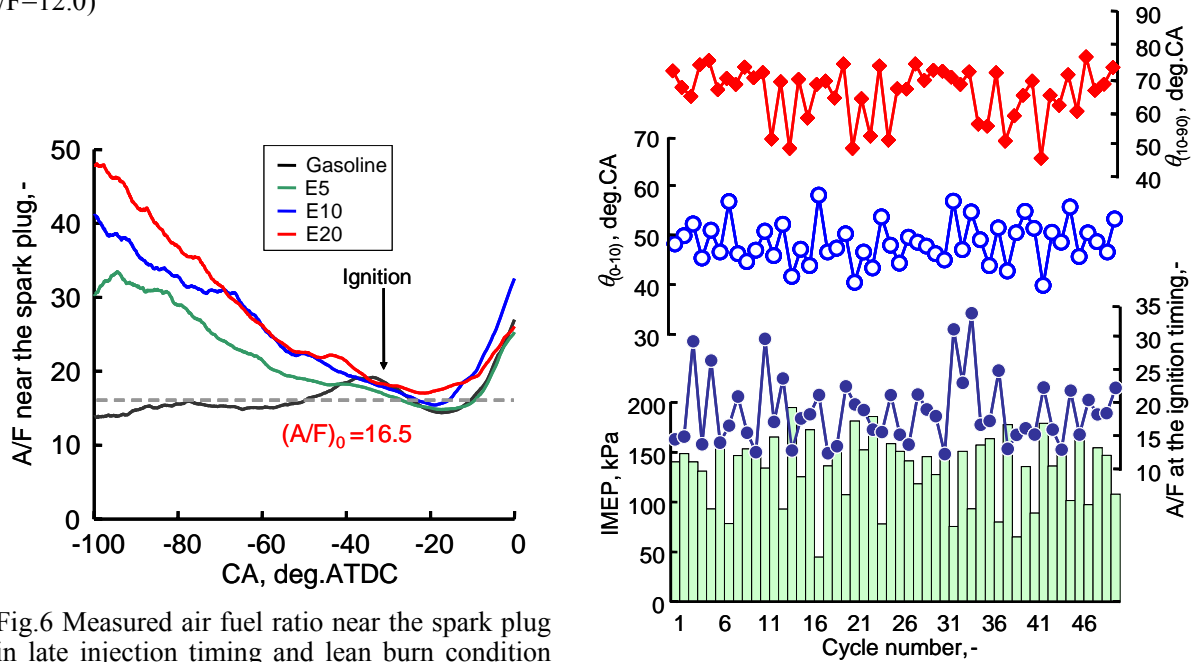 /F=12.0)
50
40
30
20
10
0
A/F near the spark plug,-
Gasoline
E5
E10
E20
Ignition
(A/F)0 =16.5
-100 -80 -60 -40 -20 0
CA, deg.ATDC
Fig.6 Measured air fuel ratio near the spark plug
in late injection timing and lean burn condition
90
80
70
60
50
40
θ(10-90), deg.CA
70
60
50
40
30
θ(0-10), deg.CA
35
30
25
20
15
10
A/F at the ignition timing,-
200
150
100
50
0
IMEP, kPa
1 6 11 16 21 26 31 36 41 46
Cycle number,-